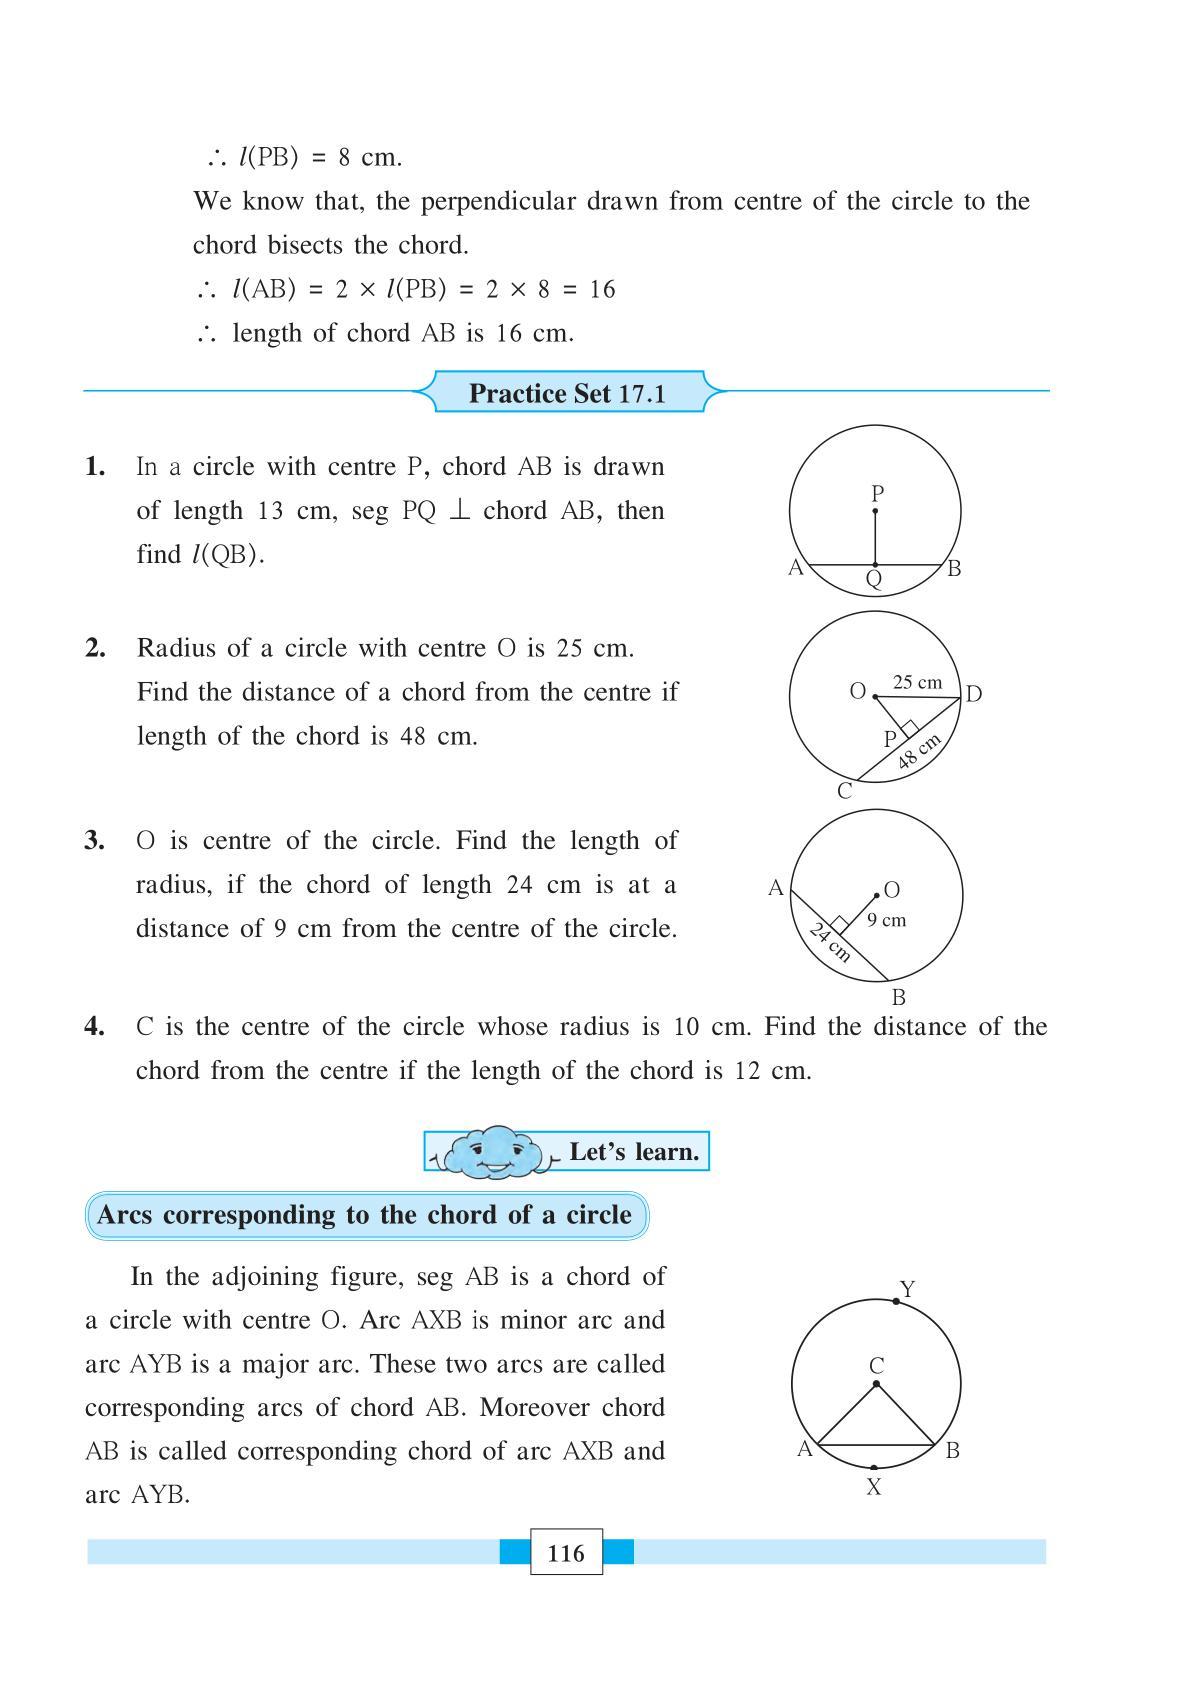 ∴ l(PB) = 8 cm.
We know that, the perpendicular drawn from centre of the circle to the
chord bisects the chord.
∴ l(AB) = 2 × l(PB) = 2 × 8 = 16
∴ length of chord AB is 16 cm.
Practice Set 17.1
1. In a circle with centre P, chord AB is drawn
of length 13 cm, seg PQ ⊥ chord AB, then
find l(QB).
P
A
Q
B
2. Radius of a circle with centre O is 25 cm.
Find the distance of a chord from the centre if
length of the chord is 48 cm.
O
25 cm
D
P
48 cm
C
3. O is centre of the circle. Find the length of
radius, if the chord of length 24 cm is at a
distance of 9 cm from the centre of the circle.
A
O
9 cm
24 cm
B
4. C is the centre of the circle whose radius is 10 cm. Find the distance of the
chord from the centre if the length of the chord is 12 cm.
Let's learn.
Arcs corresponding to the chord of a circle
In the adjoining figure, seg AB is a chord of
a circle with centre O. Arc AXB is minor arc and
arc AYB is a major arc. These two arcs are called
corresponding arcs of chord AB. Moreover chord
AB is called corresponding chord of arc AXB and
arc AYB.
Y
C
A
B
X
116